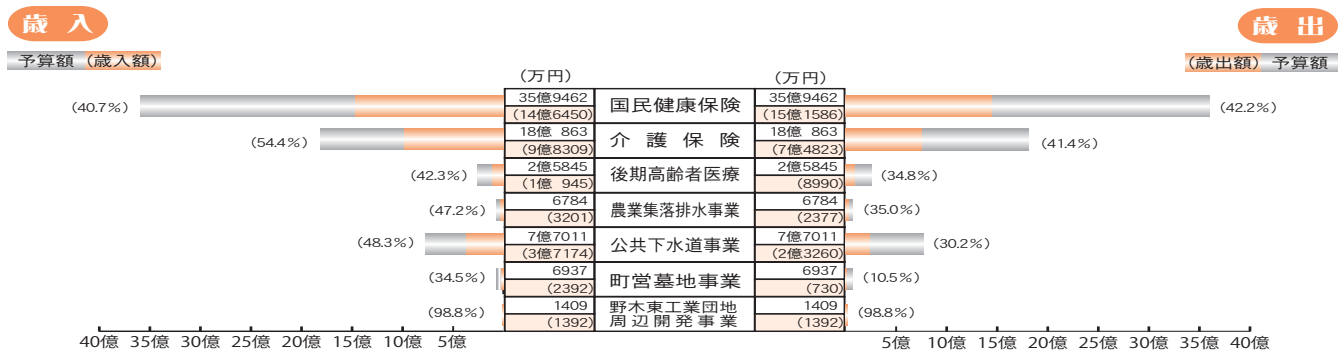 歳入
歳出
予算額 (歳入額)
(歳出額) 予算額
(万円)
(万円)
(40.7%)
35億9462
(14億6450)
国民健康保険
35億9462
(15億1586)
(42.2%)
(54.4%)
18億 863
(9億8309)
介護保険
18億 863
(7億4823)
(41.4%)
(42.3%)
2億5845
(1億 945)
後期高齢者医療
2億5845
(8990)
(34.8%)
(47.2%)
6784
(3201)
農業集落排水事業
6784
(2377)
(35.0%)
(48.3%)
7億7011
(3億7174)
公共下水道事業
7億7011
(2億3260)
(30.2%)
(34.5%)
6937
(2392)
町営墓地事業
6937
(730)
(10.5%)
(98.8%)
1409
(1392)
野木東工業団地
周辺開発事業
1409
(1392)
(98.8%)
40億 35億 30億 25億 20億 15億 10億 5億
5億 10億 15億 20億 25億 30億 35億 40億